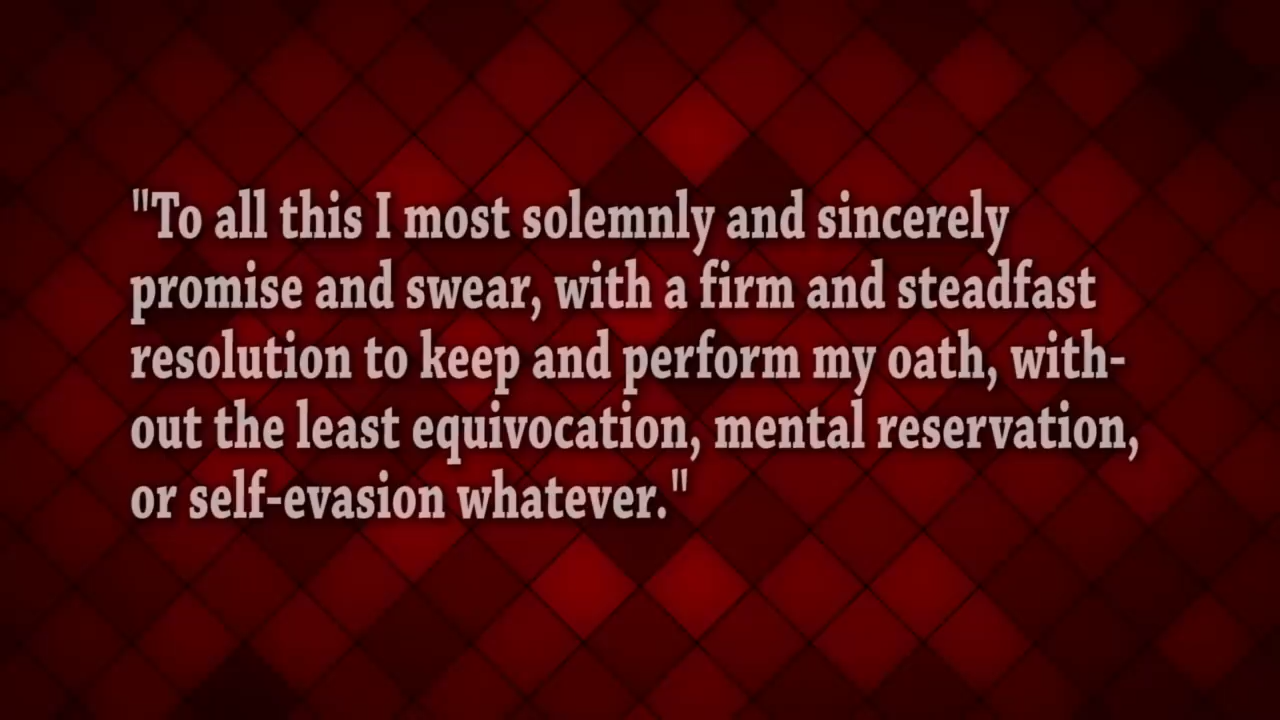 "To all this I most solemnly and sincerely
promise and swear, with a firm and steadfast
resolution to keep and perform my oath, with-
out the least equivocation, mental reservation,
or self-evasion whatever."